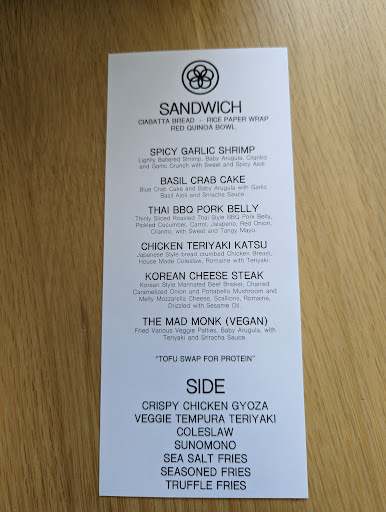 SANDWICH
CIABATTA BREAD - RICE PAPER WRAP
RED QUINOA BOWL
SPICY GARLIC SHRIMP
Lightly Battered Shrimp, Baby Arugula, Cilantro
and Garlic Crunch with Sweet and Spicy Aioli
BASIL CRAB CAKE
Blue Crab Cake and Baby Arugula with Garlic
Basil Aioli and Sriracha Sauce.
THAI BBQ PORK BELLY
Thinly Sliced Roasted Thai Style BBQ Pork Belly,
Pickled Cucumber, Carrot, Jalapeno, Red Onion,
Cilantro, with Sweet and Tangy Mayo.
CHICKEN TERIYAKI KATSU
Japanese Style bread crumbed Chicken Breast,
House Made Coleslaw, Romaine with Teriyaki.
KOREAN CHEESE STEAK
Korean Style Marinated Beef Brisket, Charred
Caramelised Onion and Portabello Mushroom and
Melty Mozzarella Cheese, Scallions, Romaine,
Drizzled with Sesame Oil.
THE MAD MONK (VEGAN)
Fried Various Veggie Patties, Baby Arugula, with
Teriyaki and Sriracha Sauce.
"TOFU SWAP FOR PROTEIN"
SIDE
CRISPY CHICKEN GYOZA
VEGGIE TEMPURA TERIYAKI
COLESLAW
SUNOMONO
SEA SALT FRIES
SEASONED FRIES
TRUFFLE FRIES